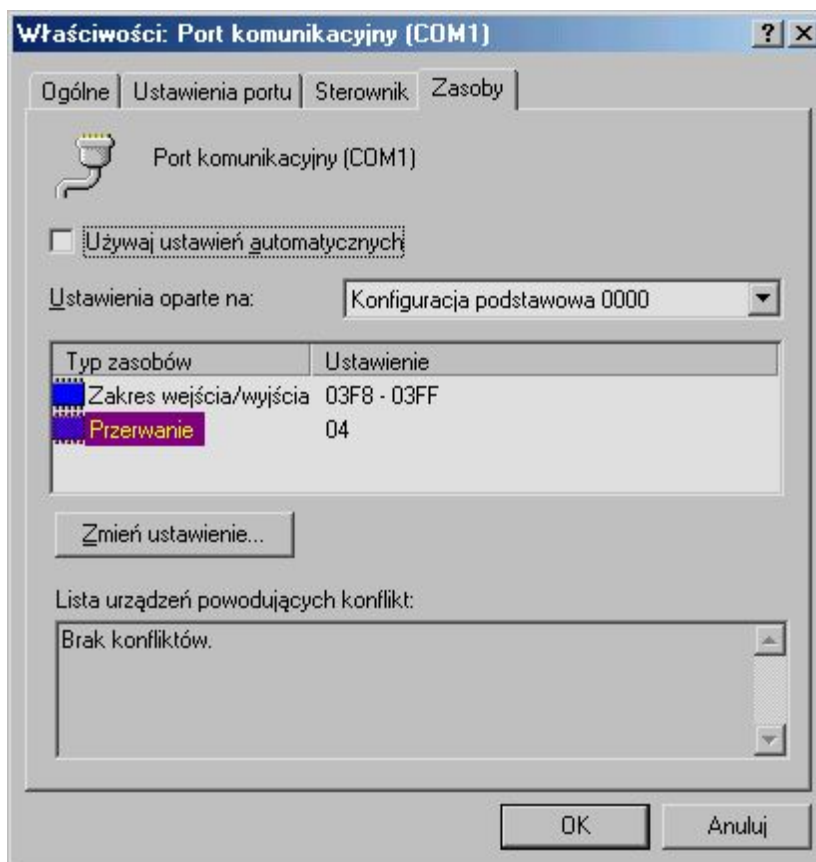 Właściwości: Port komunikacyjny (COM1)
Ogólne Ustawienia portu Sterownik Zasoby
Port komunikacyjny (COM1)
Używaj ustawień automatycznych
Ustawienia oparte na: Konfiguracja podstawowa 0000
Typ zasobów Ustawienie
Zakres wejścia/wyjścia 03F8 - 03FF
Przerwanie 04
Zmień ustawienie...
Lista urządzeń powodujących konflikt:
Brak konfliktów.
OK Anuluj